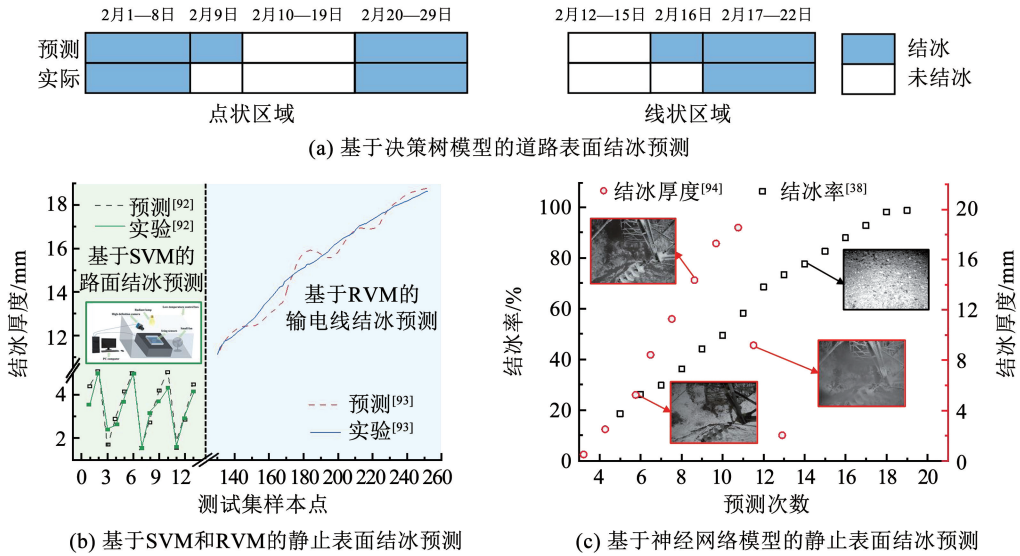 2月1—8日 2月9日 2月10—19日 2月20—29日 2月12—15日 2月16日 2月17—22日
预测 结冰
实际 未结冰
点状区域 线状区域
(a) 基于决策树模型的道路表面结冰预测
结冰厚度/mm
18
16
14
12
4
2
预测[92]
实验[92]
基于SVM的
路面结冰预测
PC computer
基于RVM的
输电线结冰预测
预测[93]
实验[93]
0 3 6 9 12 140 160 180 200 220 240 260
测试集样本点
(b) 基于SVM和RVM的静止表面结冰预测
结冰率/%
100
80
60
40
20
0
结冰厚度[94] 结冰率[38]
20
16
12
8
4
0
结冰厚度/mm
4 6 8 10 12 14 16 18 20
预测次数
(c) 基于神经网络模型的静止表面结冰预测